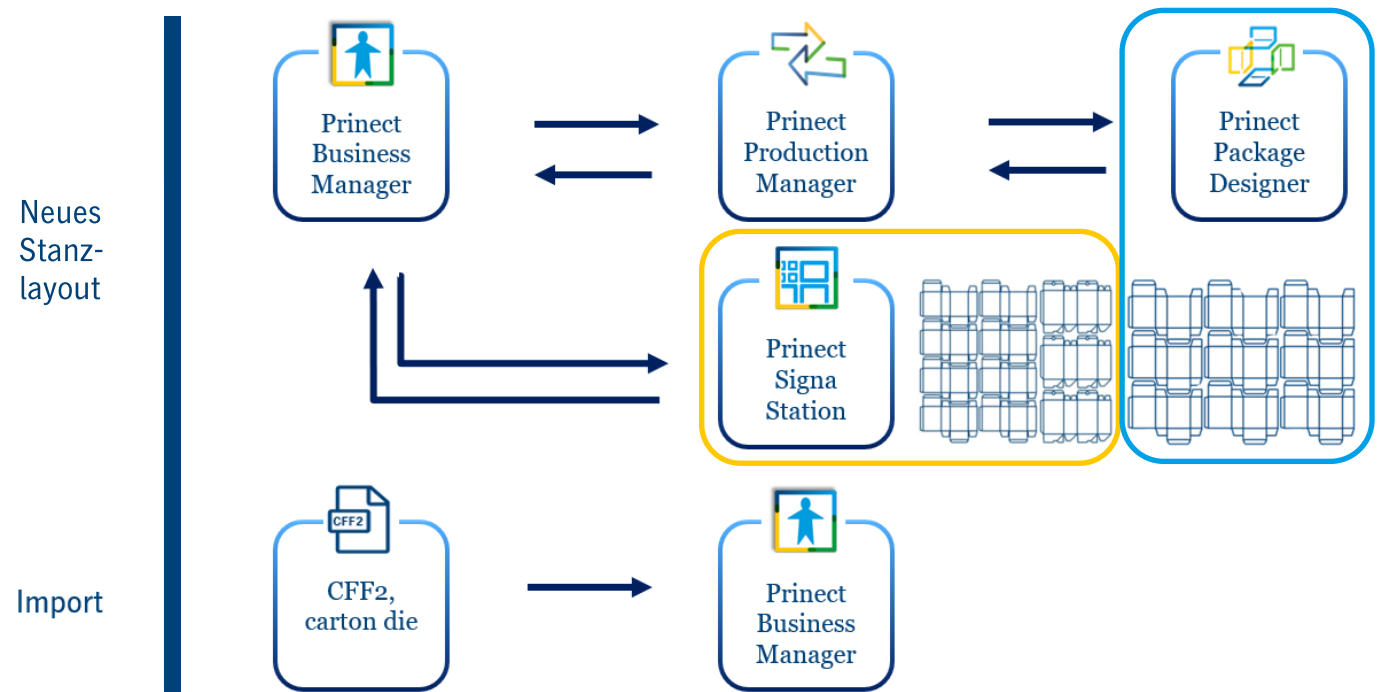 Neues
Stanz-
layout
Prinect
Business
Manager
Prinect
Production
Manager
Prinect
Package
Designer
Prinect
Signa
Station
Import
CFF2
CFF2,
carton die
Prinect
Business
Manager